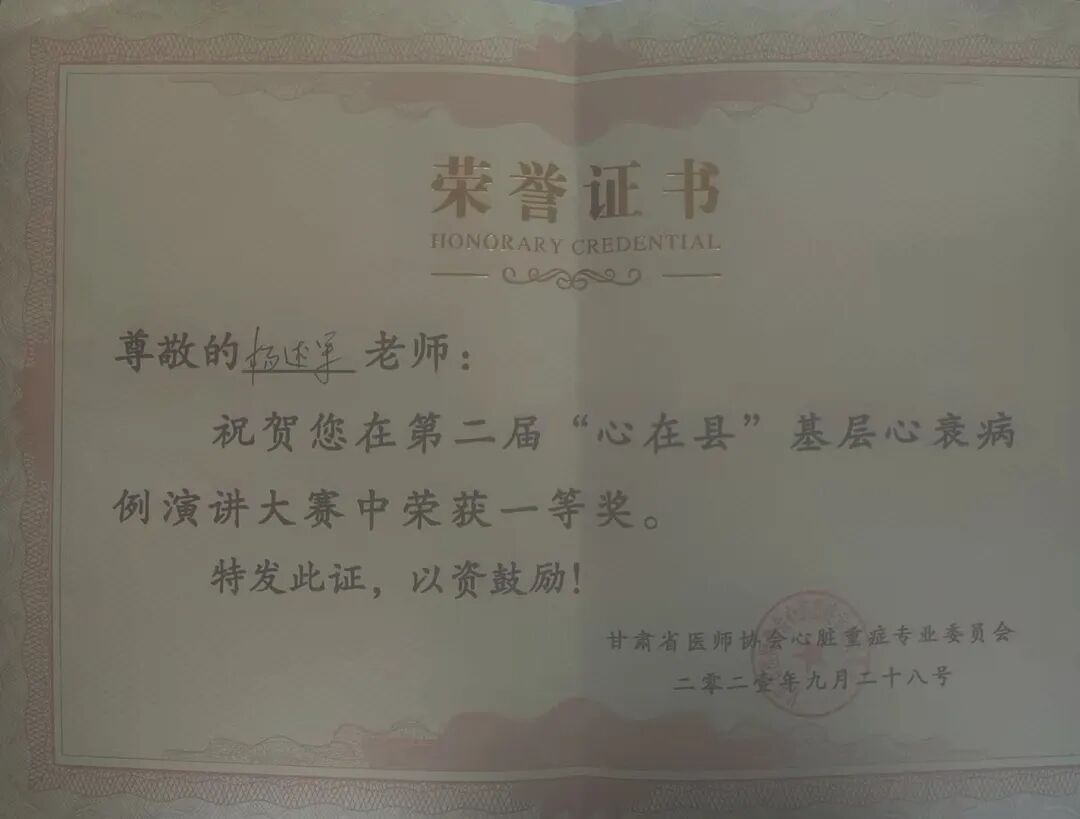 荣誉证书
HONORARY CREDENTIAL
尊敬的杨述军 老师：
祝贺您在第二届“心在县”基层心衰病
例演讲大赛中荣获一等奖。
特发此证，以资鼓励！
甘肃省医师协会心脏重症专业委员会
二零二壹年九月二十八号